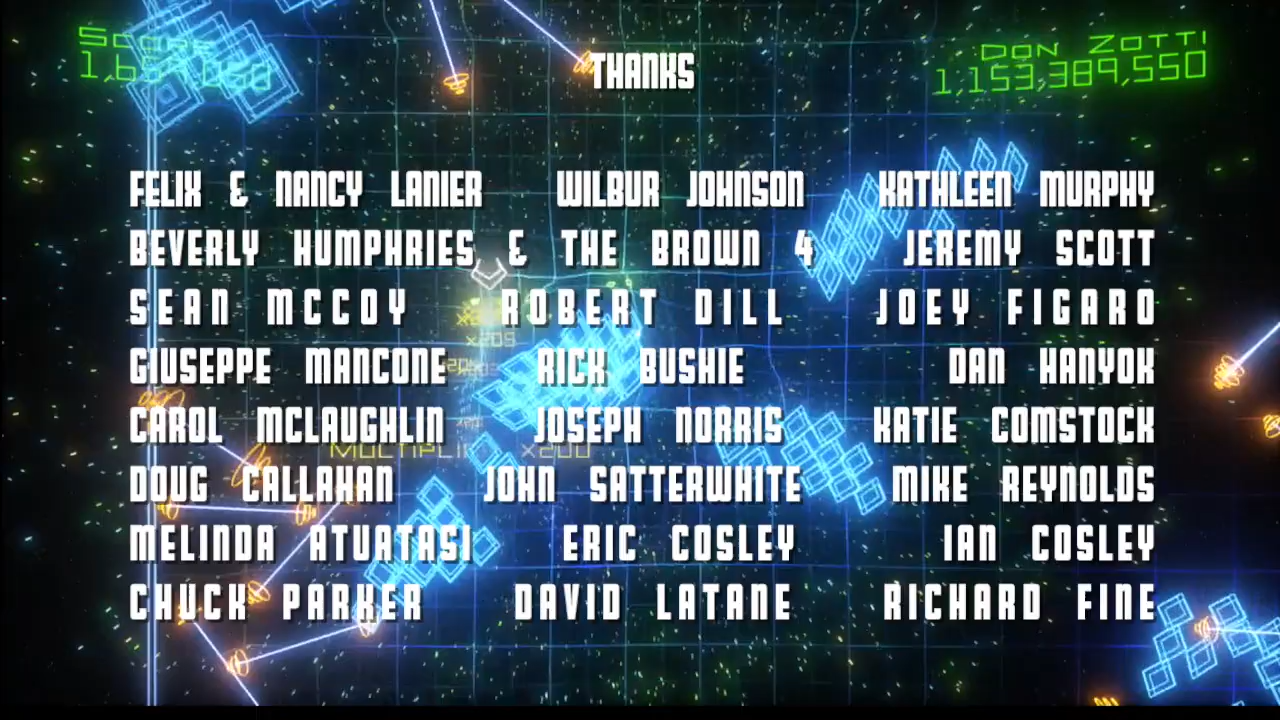 SCORE
DON ZOTTI
1,153,389,550
THANKS
FELIX & NANCY LANIER WILBUR JOHNSON KATHLEEN MURPHY
BEVERLY HUMPHRIES & THE BROWN 4 JEREMY SCOTT
SEAN MCCOY ROBERT DILL JOEY FIGARO
X209
GIUSEPPE MANCONE RICK BUSHIE DAN HANYOK
CAROL MCLAUGHLIN JOSEPH NORRIS KATIE COMSTOCK
X200
DOUG CALLAHAN JOHN SATTERWHITE MIKE REYNOLDS
MELINDA ATUATASI ERIC COSLEY IAN COSLEY
CHUCK PARKER DAVID LATANE RICHARD FINE